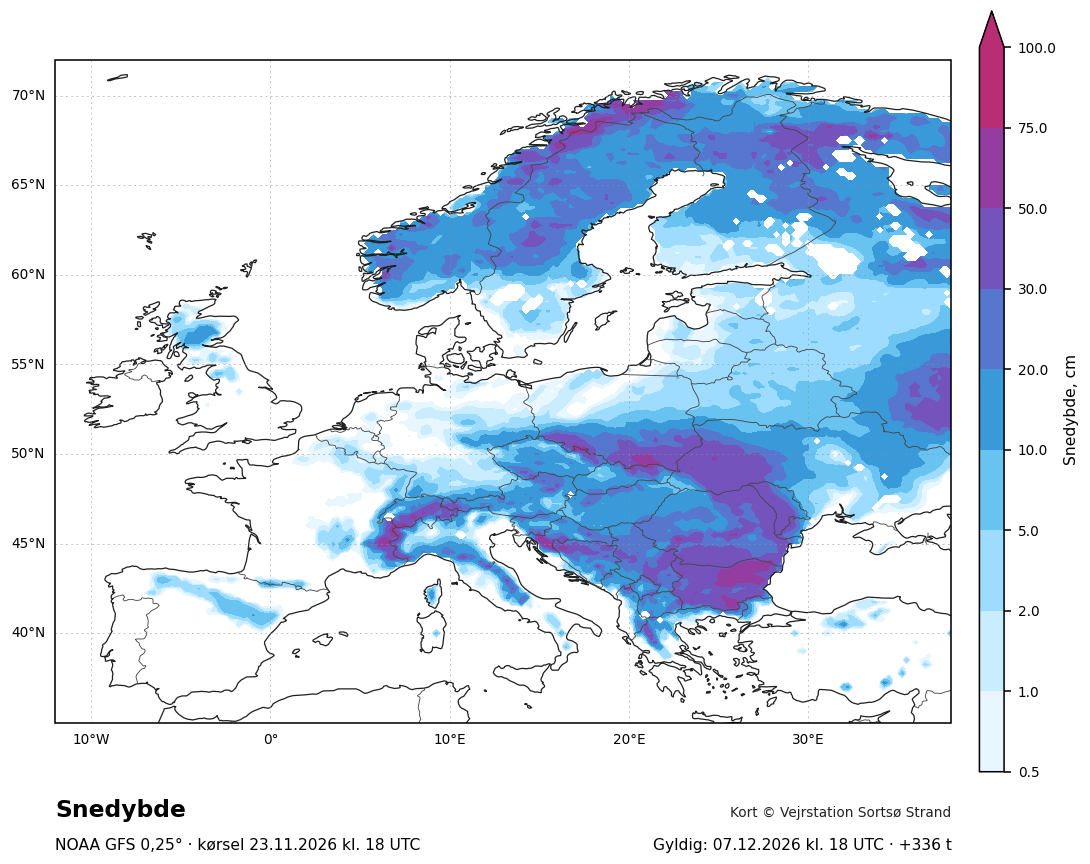 100.0
75.0
50.0
30.0
20.0
10.0
5.0
2.0
1.0
0.5
Snedybde, cm
70°N
65°N
60°N
55°N
50°N
45°N
40°N
10°W 0° 10°E 20°E 30°E
Snedybde
Kort © Vejrstation Sortsø Strand
NOAA GFS 0,25° · kørsel 23.11.2026 kl. 18 UTC
Gyldig: 07.12.2026 kl. 18 UTC · +336 t